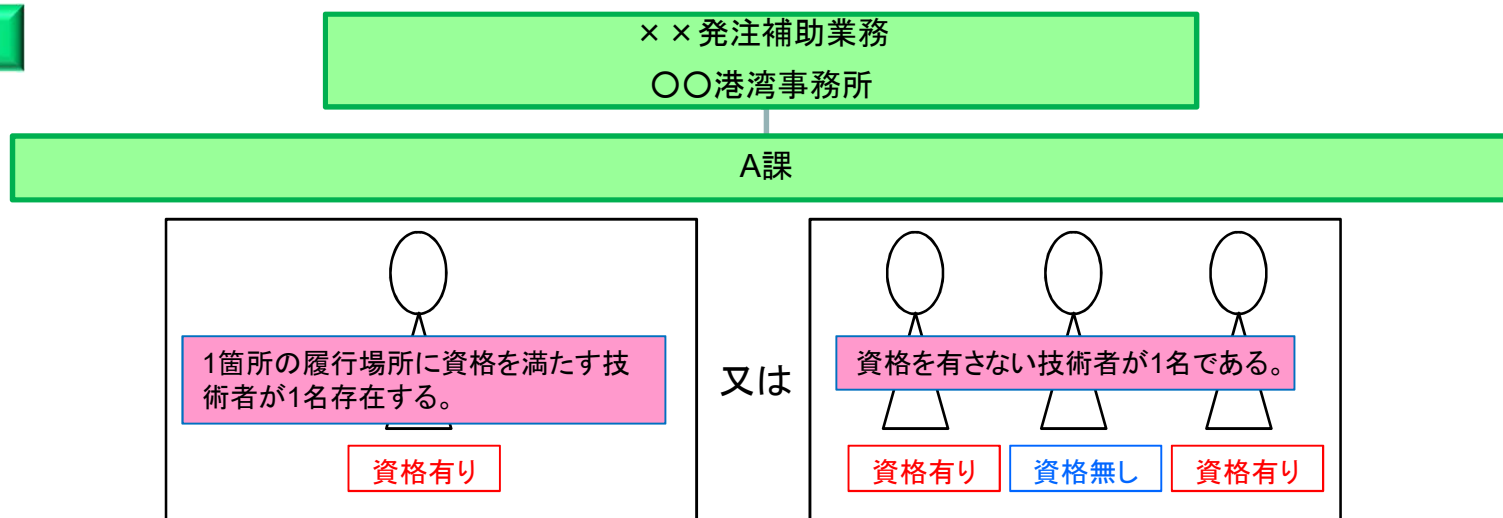 ××発注補助業務
〇〇港湾事務所
A課
1箇所の履行場所に資格を満たす技
術者が1名存在する。
資格有り
又は
資格を有さない技術者が1名である。
資格有り
資格無し
資格有り